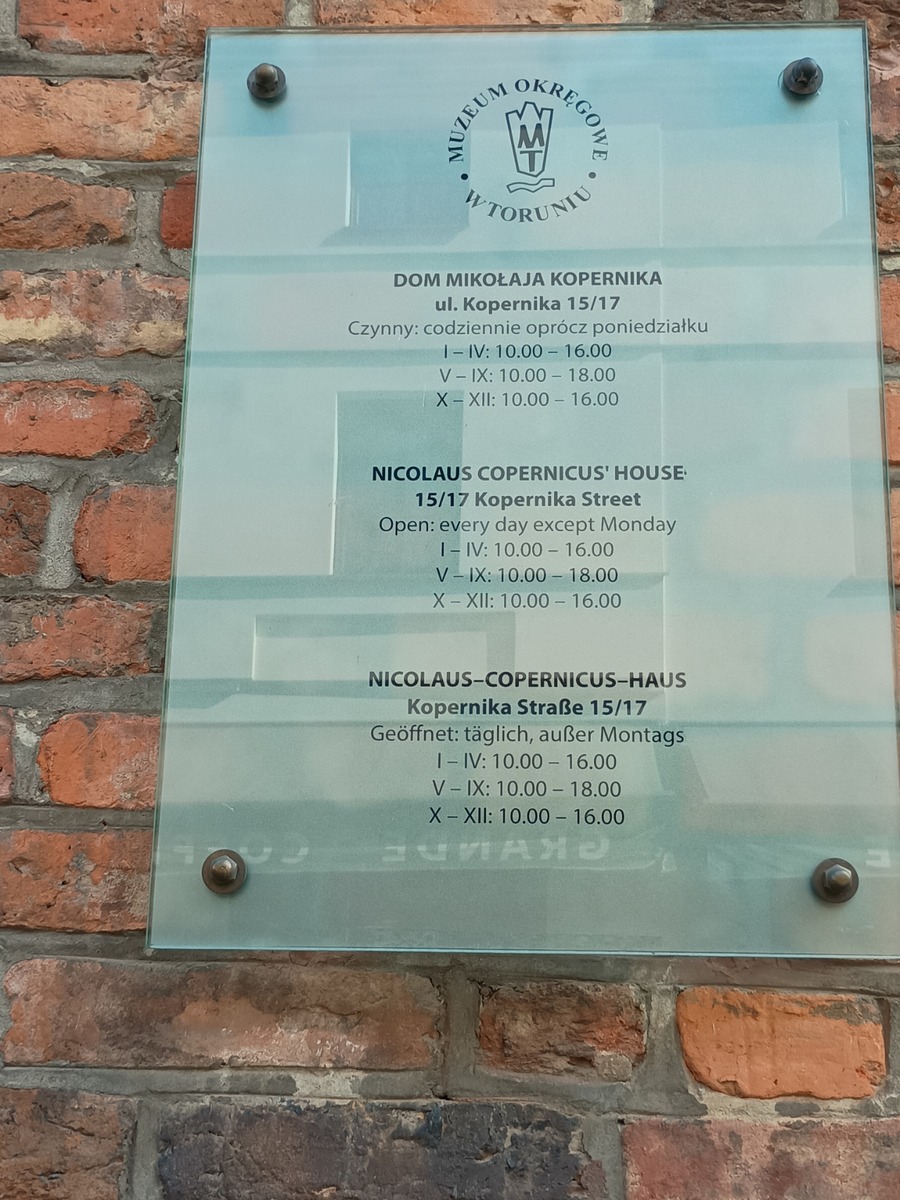 MUZEUM OKRĘGOWE
W TORUNIU
MT
DOM MIKOŁAJA KOPERNIKA
ul. Kopernika 15/17
Czynny: codziennie oprócz poniedziałku
I – IV: 10.00 – 16.00
V – IX: 10.00 – 18.00
X – XII: 10.00 – 16.00
NICOLAUS COPERNICUS' HOUSE
15/17 Kopernika Street
Open: every day except Monday
I – IV: 10.00 – 16.00
V – IX: 10.00 – 18.00
X – XII: 10.00 – 16.00
NICOLAUS–COPERNICUS–HAUS
Kopernika Straße 15/17
Geöffnet: täglich, außer Montags
I – IV: 10.00 – 16.00
V – IX: 10.00 – 18.00
X – XII: 10.00 – 16.00
GRANDE